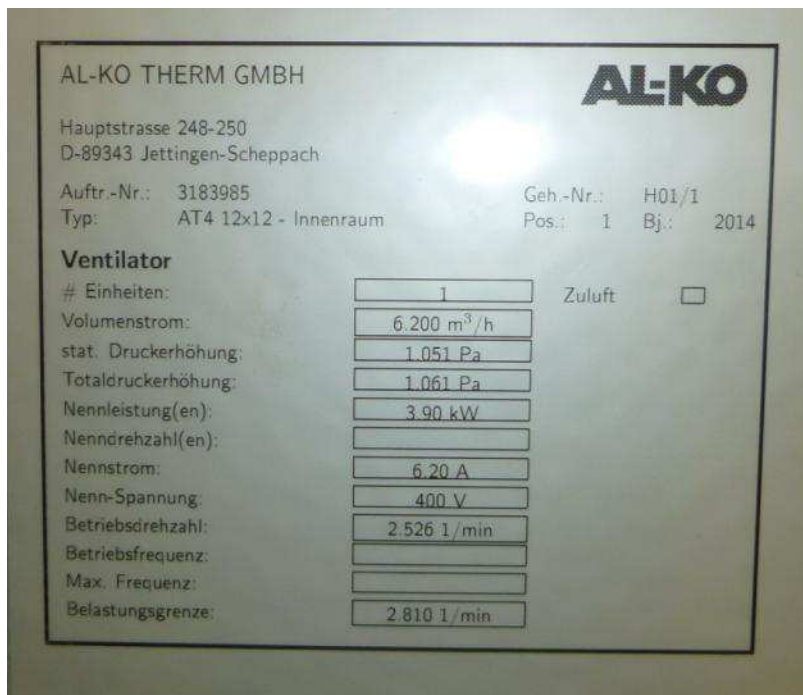 AL-KO THERM GMBH
AL-KO
Hauptstrasse 248-250
D-89343 Jettingen-Scheppach
Auftr.-Nr.: 3183985 Geh.-Nr.: H01/1
Typ: AT4 12x12 - Innenraum Pos.: 1 Bj.: 2014
Ventilator
# Einheiten: 1 Zuluft
Volumenstrom: 6.200 m³/h
stat. Druckerhöhung: 1.051 Pa
Totaldruckerhöhung: 1.061 Pa
Nennleistung(en): 3.90 kW
Nenndrehzahl(en):
Nennstrom: 6.20 A
Nenn-Spannung: 400 V
Betriebsdrehzahl: 2.526 1/min
Betriebsfrequenz:
Max. Frequenz:
Belastungsgrenze: 2.810 1/min